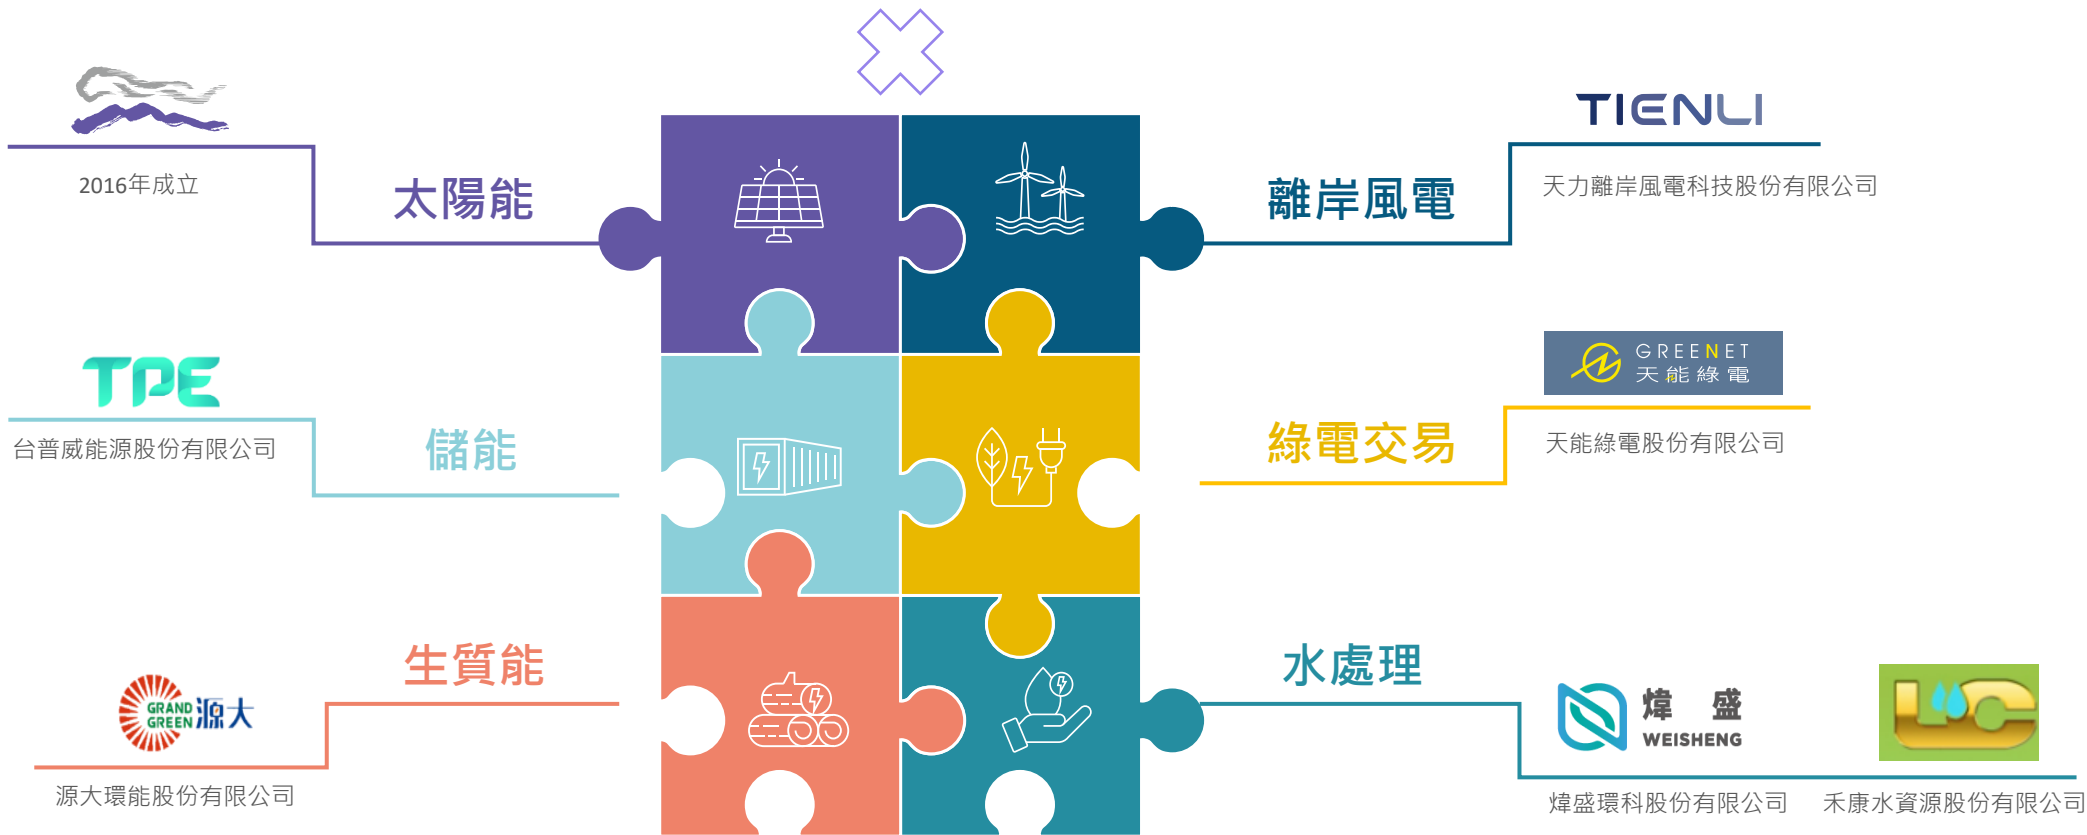 2016年成立
太陽能
TIENLI
離岸風電
天力離岸風電科技股份有限公司
TPE
台普威能源股份有限公司
儲能
GREENET
天能綠電
綠電交易
天能綠電股份有限公司
GRAND
GREEN 源大
生質能
源大環能股份有限公司
水處理
煒盛
WEISHENG
煒盛環科股份有限公司
禾康水資源股份有限公司